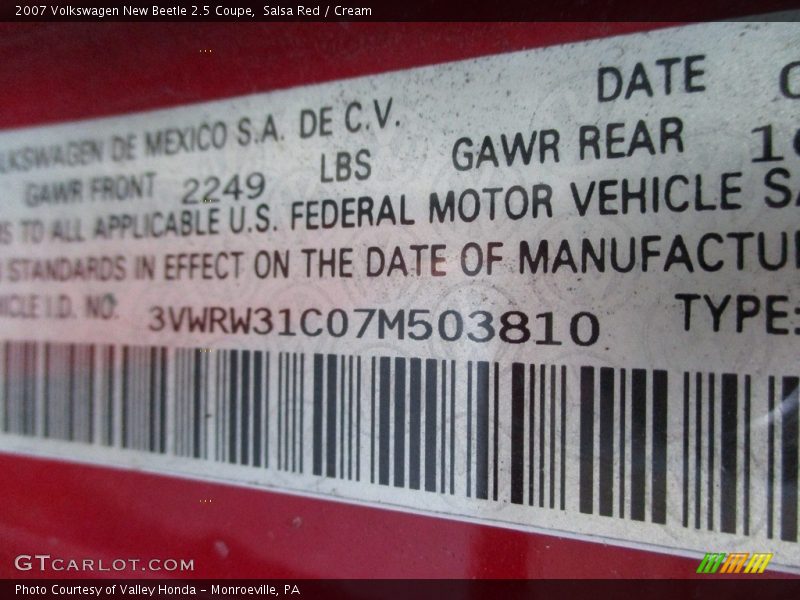 2007 Volkswagen New Beetle 2.5 Coupe, Salsa Red / Cream
DATE
LKSWAGEN DE MEXICO S.A. DE C.V.
GAWR FRONT 2249 LBS GAWR REAR
TO ALL APPLICABLE U.S. FEDERAL MOTOR VEHICLE SA
STANDARDS IN EFFECT ON THE DATE OF MANUFACTU
HICLE I.D. NO. 3VWRW31C07M503810 TYPE:
GTCARLOT.COM
Photo Courtesy of Valley Honda - Monroeville, PA